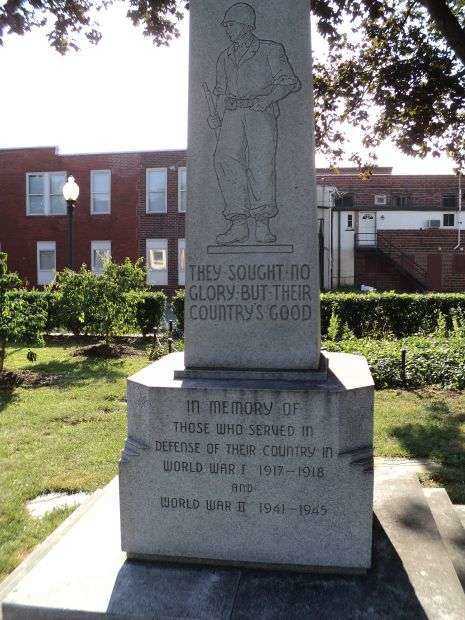 THEY SOUGHT·NO
GLORY·BUT·THEIR
COUNTRY'S GOOD
IN MEMORY OF
THOSE WHO SERVED IN
DEFENSE OF THEIR COUNTRY IN
WORLD WAR I 1917-1918
AND
WORLD WAR II 1941-1945